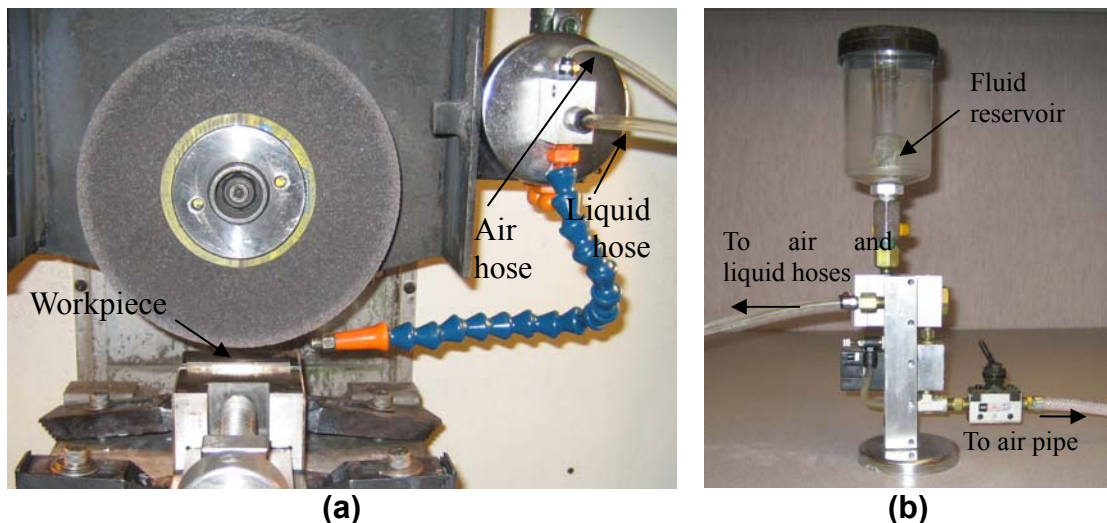 Air
hose
Liquid
hose
Workpiece
(a)
Fluid
reservoir
To air and
liquid hoses
To air pipe
(b)